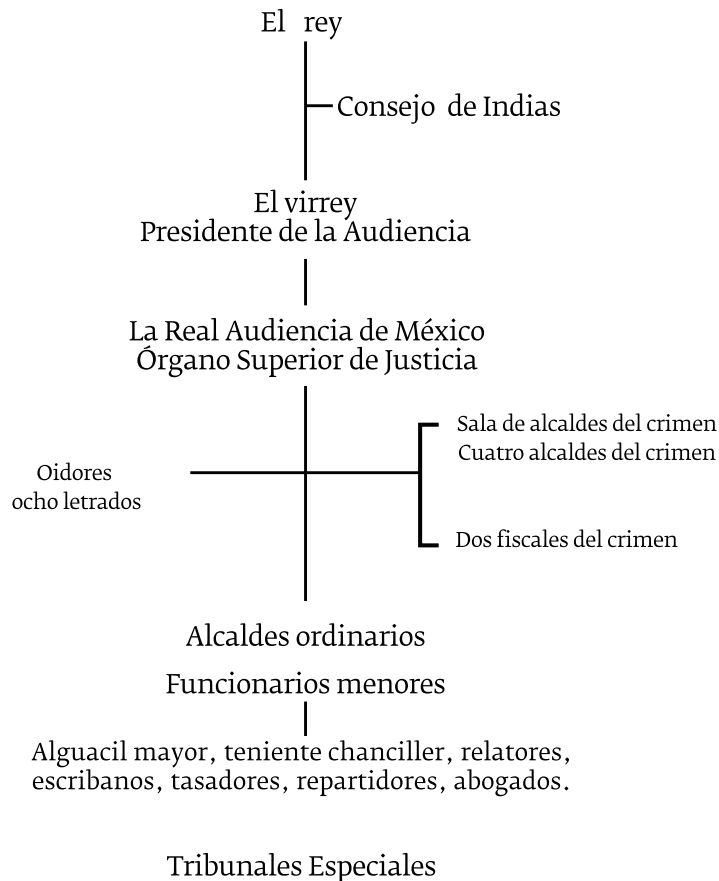 El rey
Consejo de Indias
El virrey
Presidente de la Audiencia
La Real Audiencia de México
Órgano Superior de Justicia
Oidores
ocho letrados
Sala de alcaldes del crimen
Cuatro alcaldes del crimen
Dos fiscales del crimen
Alcaldes ordinarios
Funcionarios menores
Alguacil mayor, teniente chanciller, relatores,
escribanos, tasadores, repartidores, abogados.
Tribunales Especiales